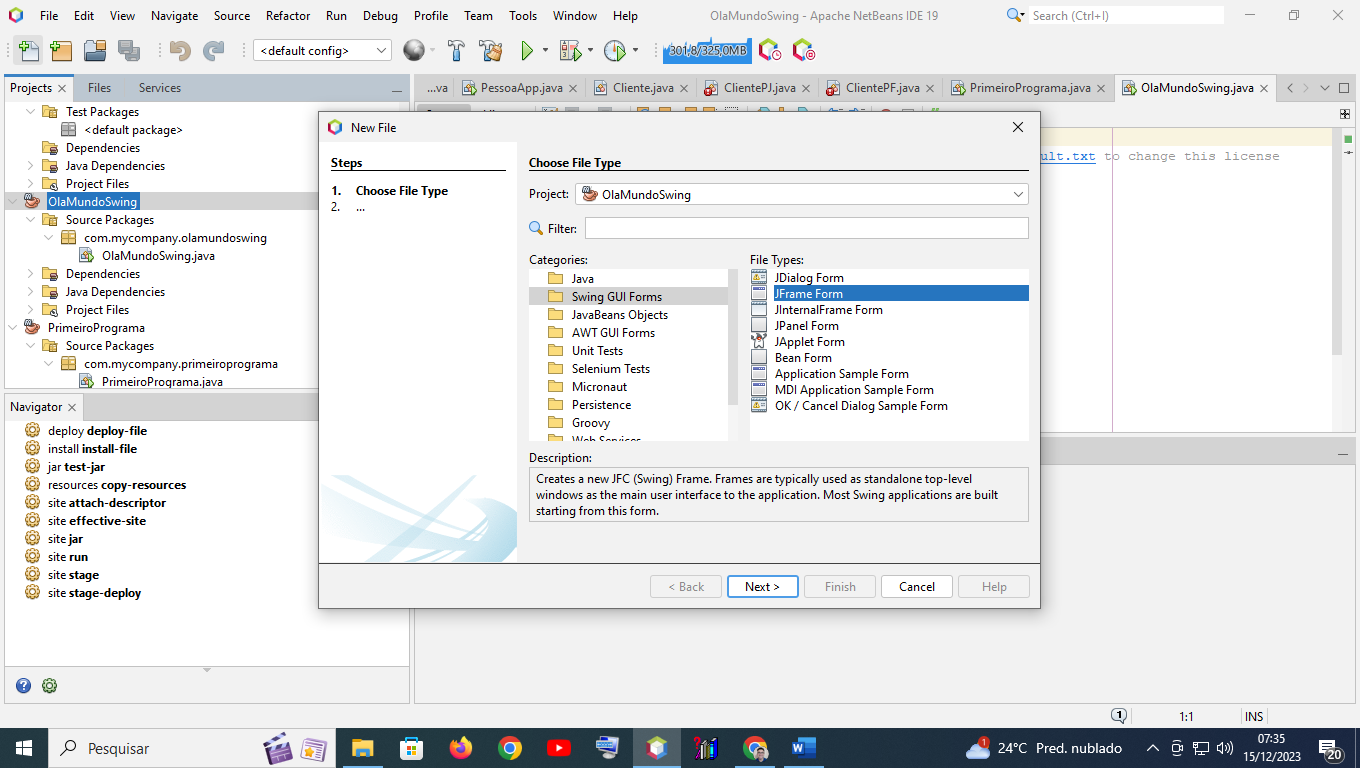 File Edit View Navigate Source Refactor Run Debug Profile Team Tools Window Help OlaMundoSwing - Apache NetBeans IDE 19 Search (Ctrl+I)
<default config> 301,8/325,0MB
Projects Files Services ...va PessoaApp.java Cliente.java ClientePJ.java ClientePF.java PrimeiroPrograma.java OlaMundoSwing.java
Test Packages
<default package>
Dependencies
Java Dependencies
Project Files
OlaMundoSwing
Source Packages
com.mycompany.olamundoswing
OlaMundoSwing.java
Dependencies
Java Dependencies
Project Files
PrimeiroPrograma
Source Packages
com.mycompany.primeiroprograma
PrimeiroPrograma.java
ult.txt to change this license
New File
Steps
1. Choose File Type
2. ...
Choose File Type
Project: OlaMundoSwing
Filter:
Categories:
Java
Swing GUI Forms
JavaBeans Objects
AWT GUI Forms
Unit Tests
Selenium Tests
Micronaut
Persistence
Groovy
Web Services
File Types:
JDialog Form
JFrame Form
JInternalFrame Form
JPanel Form
JApplet Form
Bean Form
Application Sample Form
MDI Application Sample Form
OK / Cancel Dialog Sample Form
Description:
Creates a new JFC (Swing) Frame. Frames are typically used as standalone top-level
windows as the main user interface to the application. Most Swing applications are built
starting from this form.
< Back Next > Finish Cancel Help
Navigator
deploy deploy-file
install install-file
jar test-jar
resources copy-resources
site attach-descriptor
site effective-site
site jar
site run
site stage
site stage-deploy
1 1:1 INS
Pesquisar 1 24°C Pred. nublado 07:35
15/12/2023 20